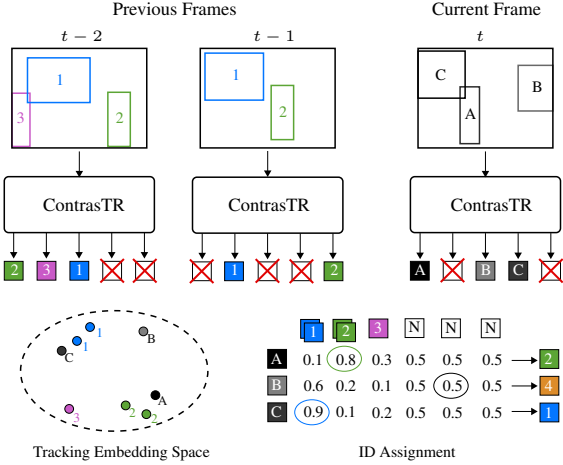 Previous Frames
Current Frame
t − 2
t − 1
t
1
3
2
1
2
C
B
A
ContrasTR
ContrasTR
ContrasTR
2 3 1
1 2
A B C
1
1
C
B
A
3
2
2
1 2 3 N N N
A 0.1 0.8 0.3 0.5 0.5 0.5 2
B 0.6 0.2 0.1 0.5 0.5 0.5 4
C 0.9 0.1 0.2 0.5 0.5 0.5 1
Tracking Embedding Space
ID Assignment